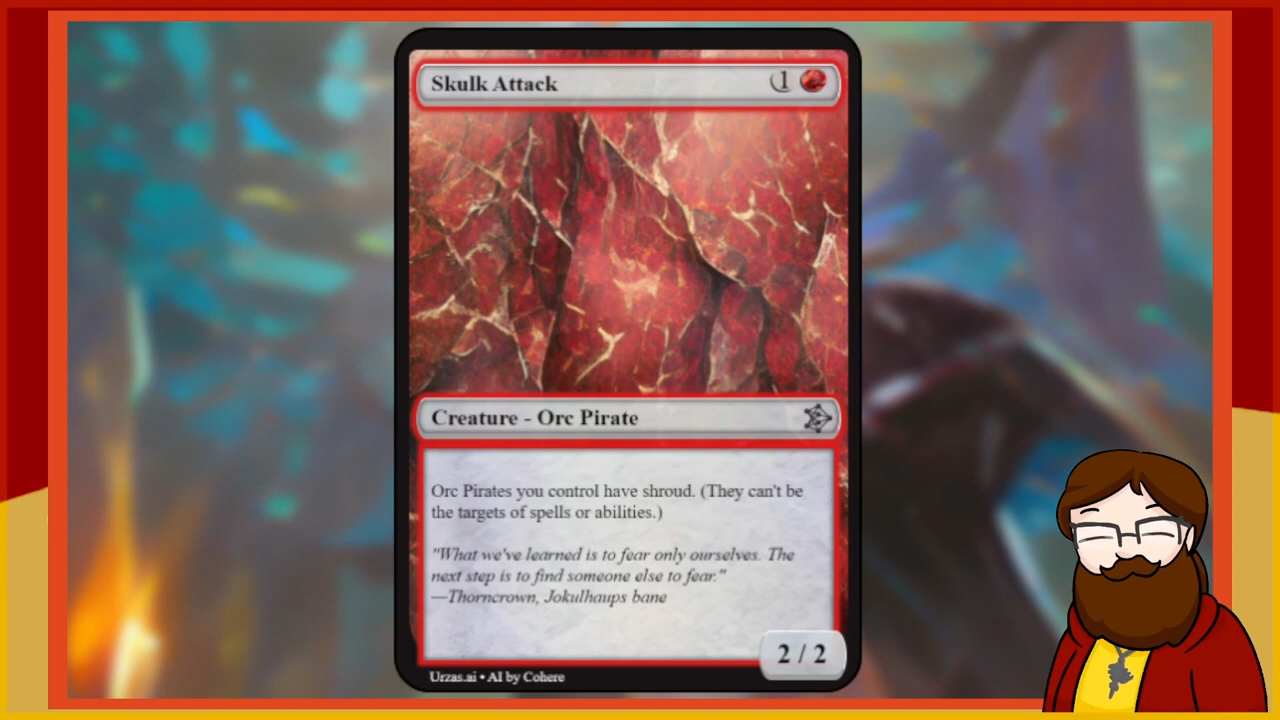 Skulk Attack 1
Creature - Orc Pirate
Orc Pirates you control have shroud. (They can't be
the targets of spells or abilities.)
"What we've learned is to fear only ourselves. The
next step is to find someone else to fear."
—Thorncrown, Jokulhaups bane
2 / 2
Urzas.ai • AI by Cohere